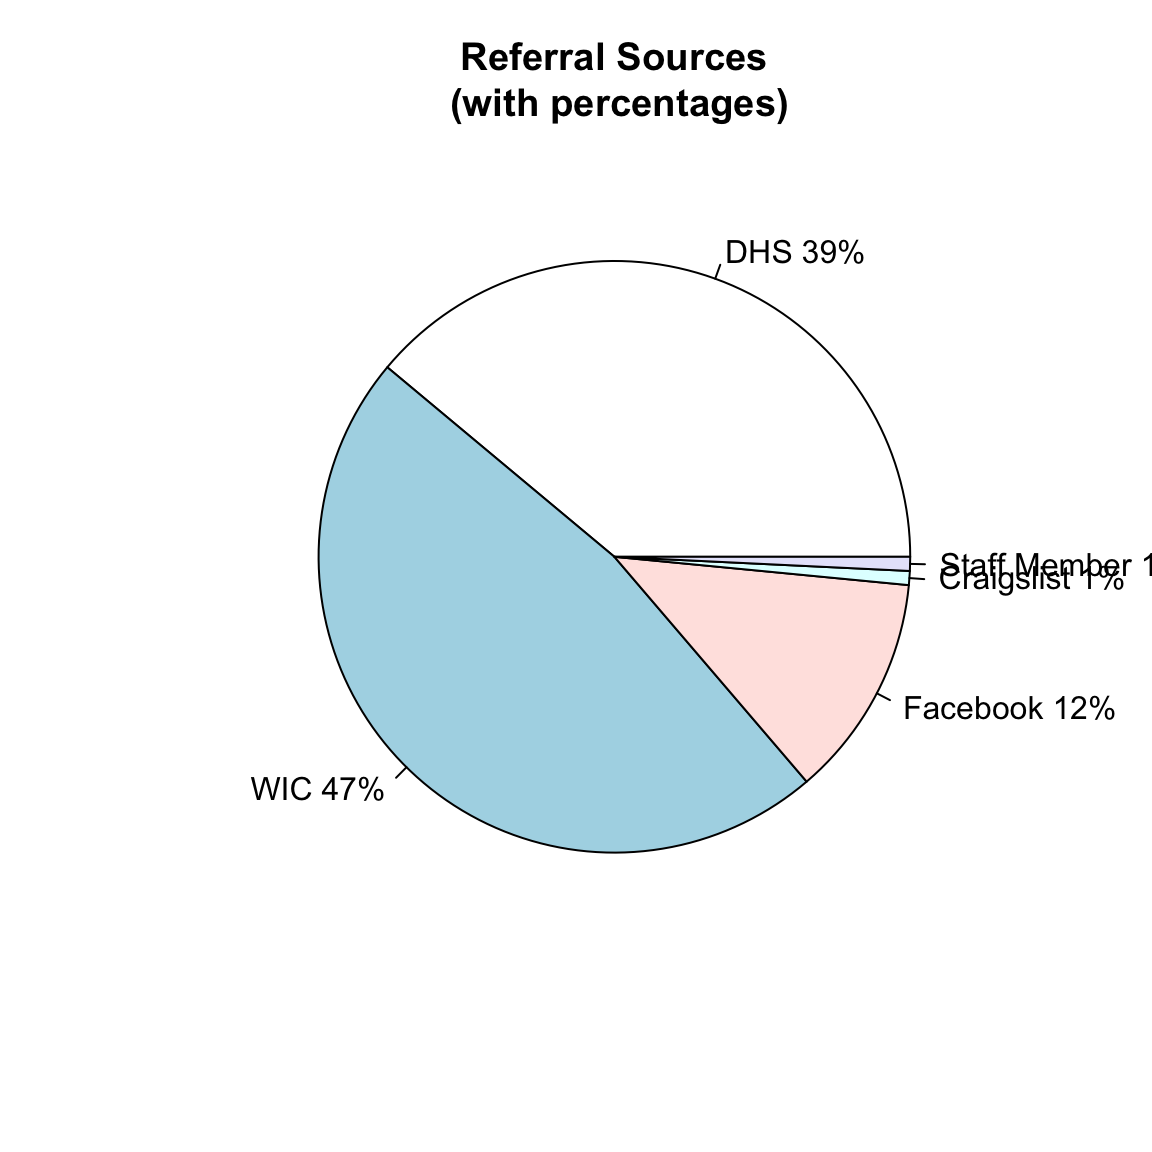 Referral Sources
(with percentages)
DHS 39%
Staff Member 1
Craigslist 1%
Facebook 12%
WIC 47%